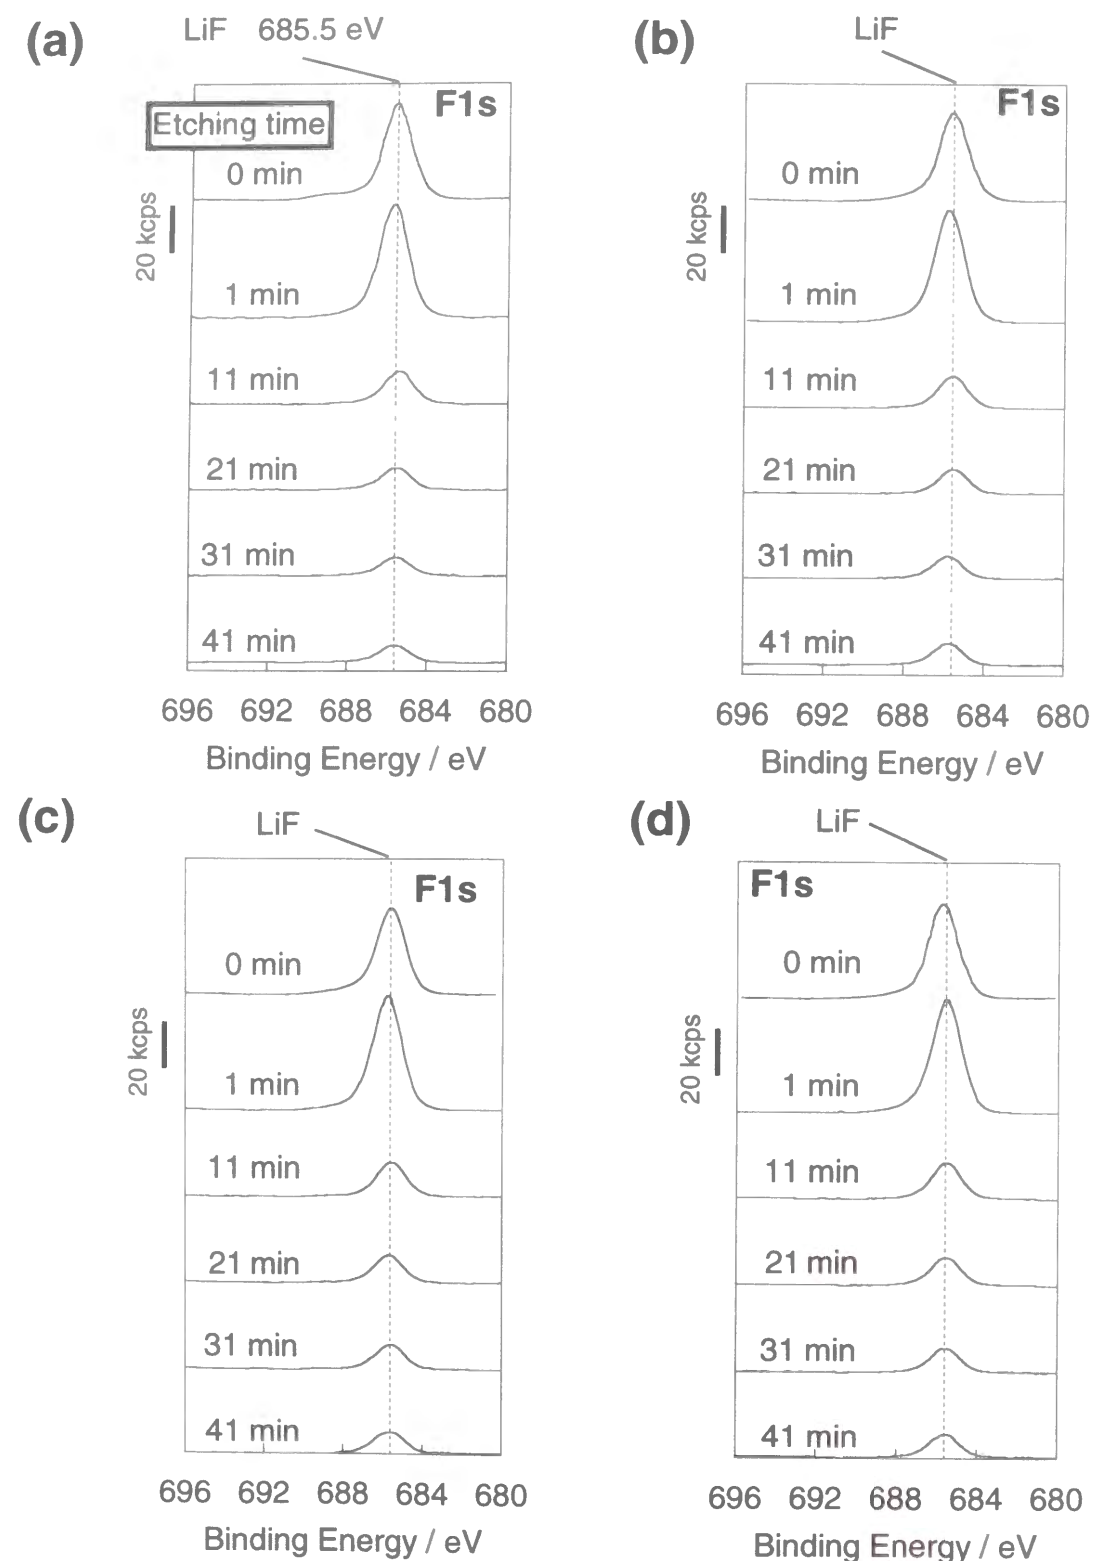 (a)
LiF 685.5 eV
F1s
Etching time
0 min
20 kcps
1 min
11 min
21 min
31 min
41 min
696 692 688 684 680
Binding Energy / eV
(b)
LiF
F1s
0 min
20 kcps
1 min
11 min
21 min
31 min
41 min
696 692 688 684 680
Binding Energy / eV
(c)
LiF
F1s
0 min
20 kcps
1 min
11 min
21 min
31 min
41 min
696 692 688 684 680
Binding Energy / eV
(d)
LiF
F1s
0 min
20 kcps
1 min
11 min
21 min
31 min
41 min
696 692 688 684 680
Binding Energy / eV